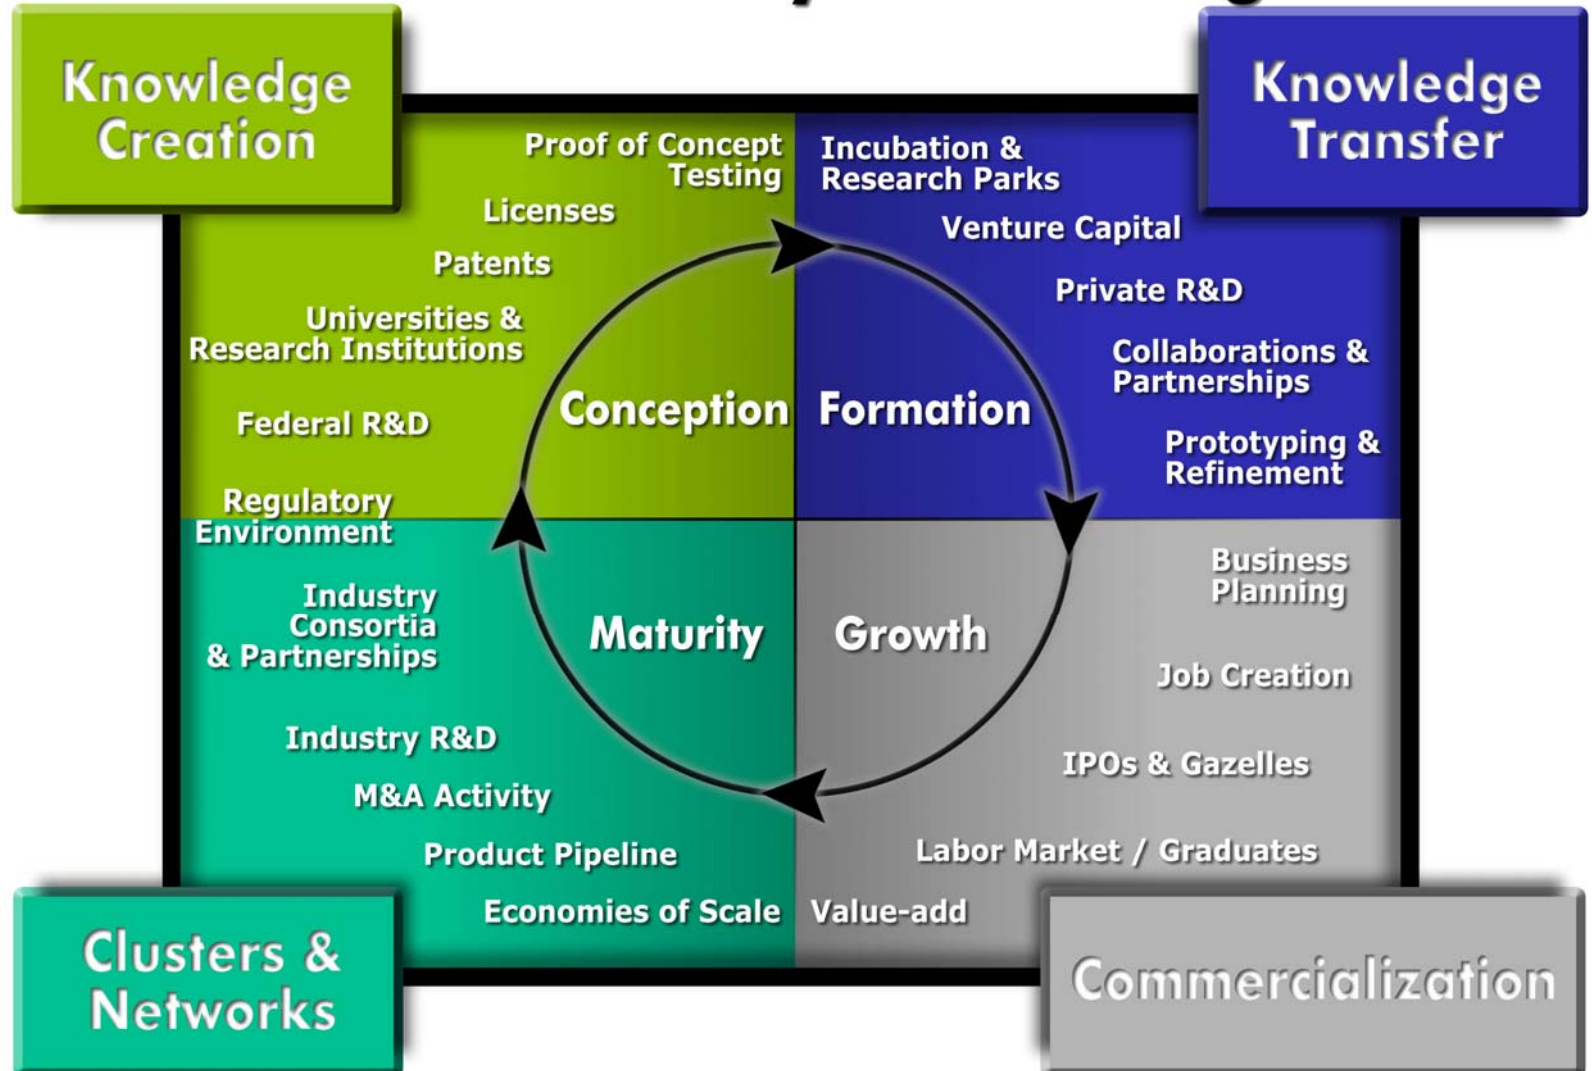 Knowledge
Creation
Knowledge
Transfer
Proof of Concept
Testing
Licenses
Patents
Universities &
Research Institutions
Federal R&D
Regulatory
Environment
Conception
Incubation &
Research Parks
Venture Capital
Private R&D
Collaborations &
Partnerships
Prototyping &
Refinement
Formation
Industry
Consortia
& Partnerships
Industry R&D
M&A Activity
Product Pipeline
Economies of Scale
Maturity
Growth
Business
Planning
Job Creation
IPOs & Gazelles
Labor Market / Graduates
Value-add
Clusters &
Networks
Commercialization